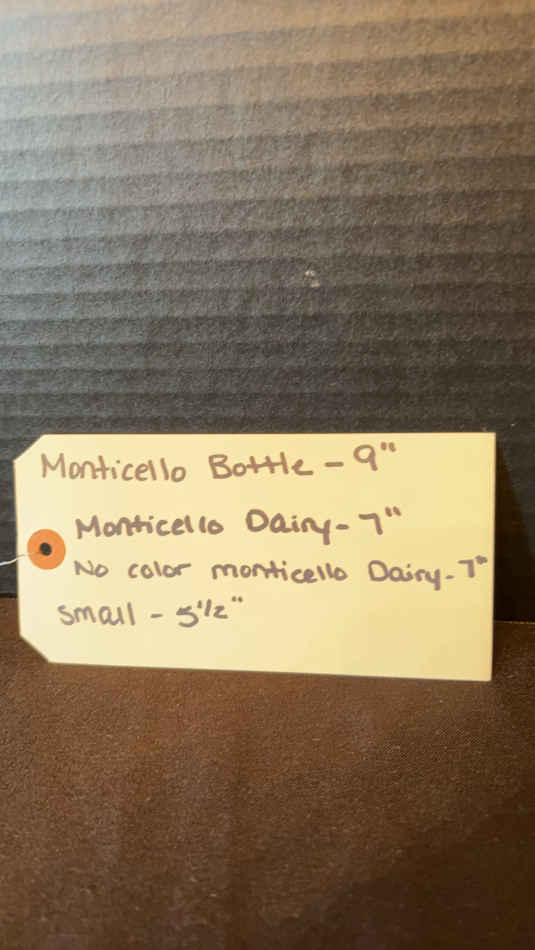 Monticello Bottle - 9"
Monticello Dairy - 7"
No color monticello Dairy - 7"
small - 5 1/2"